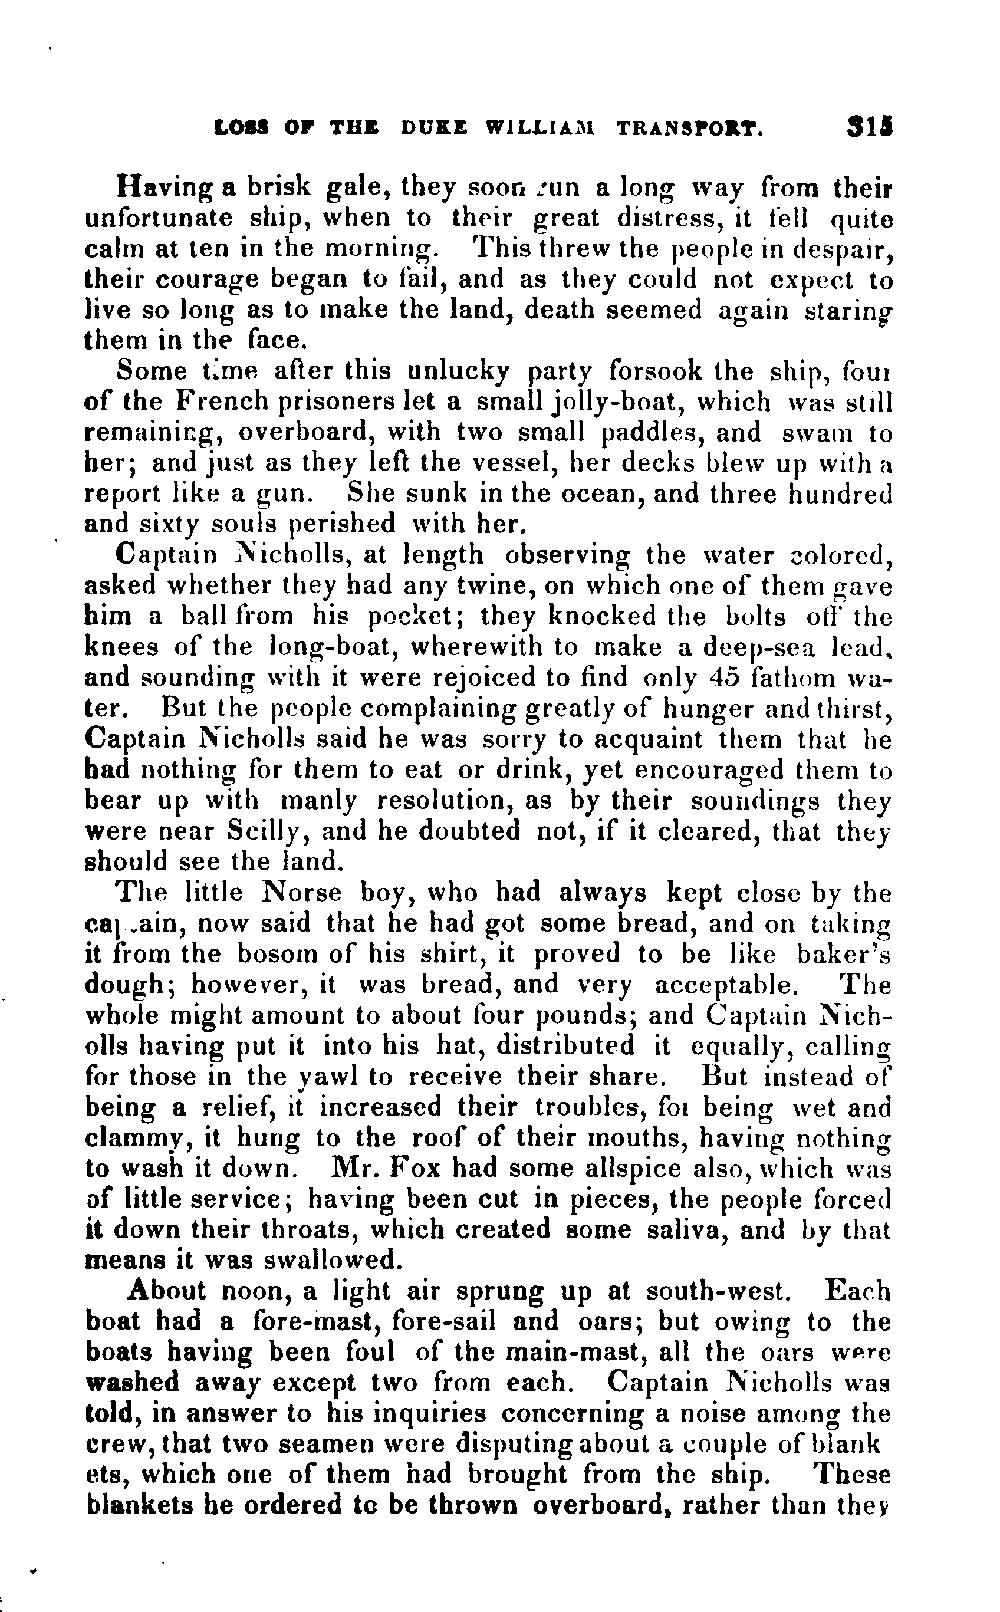 LOSS OF THE DUKE WILLIAM TRANSPORT. 315
Having a brisk gale, they soon run a long way from their
unfortunate ship, when to their great distress, it fell quite
calm at ten in the morning. This threw the people in despair,
their courage began to fail, and as they could not expect to
live so long as to make the land, death seemed again staring
them in the face.
Some time after this unlucky party forsook the ship, four
of the French prisoners let a small jolly-boat, which was still
remaining, overboard, with two small paddles, and swam to
her; and just as they left the vessel, her decks blew up with a
report like a gun. She sunk in the ocean, and three hundred
and sixty souls perished with her.
Captain Nicholls, at length observing the water colored,
asked whether they had any twine, on which one of them gave
him a ball from his pocket; they knocked the bolts off the
knees of the long-boat, wherewith to make a deep-sea lead,
and sounding with it were rejoiced to find only 45 fathom wa-
ter. But the people complaining greatly of hunger and thirst,
Captain Nicholls said he was sorry to acquaint them that he
had nothing for them to eat or drink, yet encouraged them to
bear up with manly resolution, as by their soundings they
were near Scilly, and he doubted not, if it cleared, that they
should see the land.
The little Norse boy, who had always kept close by the
captain, now said that he had got some bread, and on taking
it from the bosom of his shirt, it proved to be like baker's
dough; however, it was bread, and very acceptable. The
whole might amount to about four pounds; and Captain Nich-
olls having put it into his hat, distributed it equally, calling
for those in the yawl to receive their share. But instead of
being a relief, it increased their troubles, for being wet and
clammy, it hung to the roof of their mouths, having nothing
to wash it down. Mr. Fox had some allspice also, which was
of little service; having been cut in pieces, the people forced
it down their throats, which created some saliva, and by that
means it was swallowed.
About noon, a light air sprung up at south-west. Each
boat had a fore-mast, fore-sail and oars; but owing to the
boats having been foul of the main-mast, all the oars were
washed away except two from each. Captain Nicholls was
told, in answer to his inquiries concerning a noise among the
crew, that two seamen were disputing about a couple of blank
ets, which one of them had brought from the ship. These
blankets he ordered to be thrown overboard, rather than they